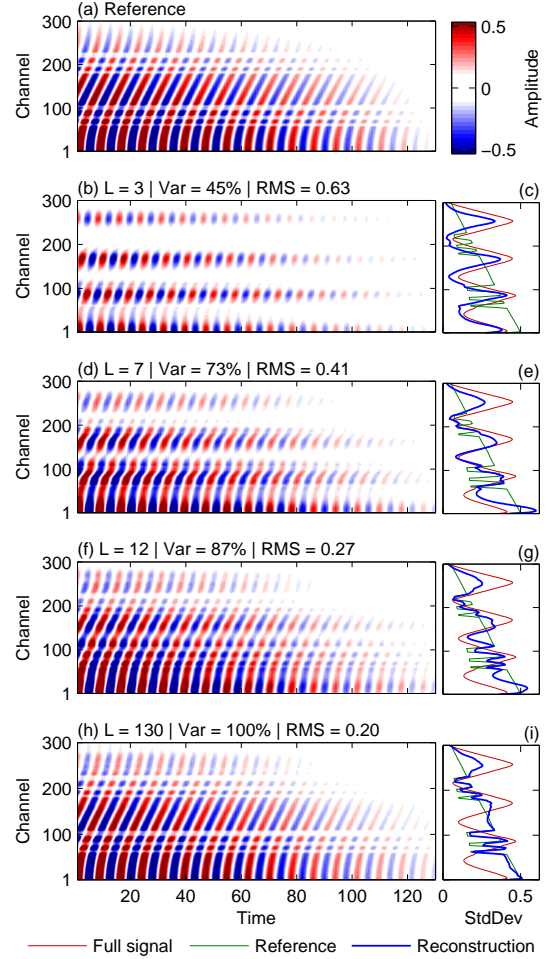 (a) Reference
Channel
300
200
100
1
0.5
0
−0.5
Amplitude
(b) L = 3 | Var = 45% | RMS = 0.63
(c)
Channel
300
200
100
1
(d) L = 7 | Var = 73% | RMS = 0.41
(e)
Channel
300
200
100
1
(f) L = 12 | Var = 87% | RMS = 0.27
(g)
Channel
300
200
100
1
(h) L = 130 | Var = 100% | RMS = 0.20
(i)
Channel
300
200
100
1
20 40 60 80 100 120
0 0.5
Time
StdDev
Full signal Reference Reconstruction